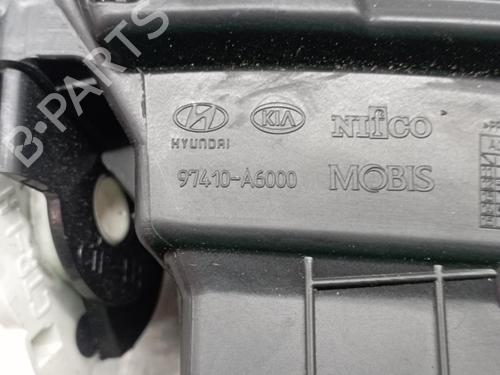 B-PARTS
KIA NIFCO
HYUNDAI
97410-A6000 MOBIS